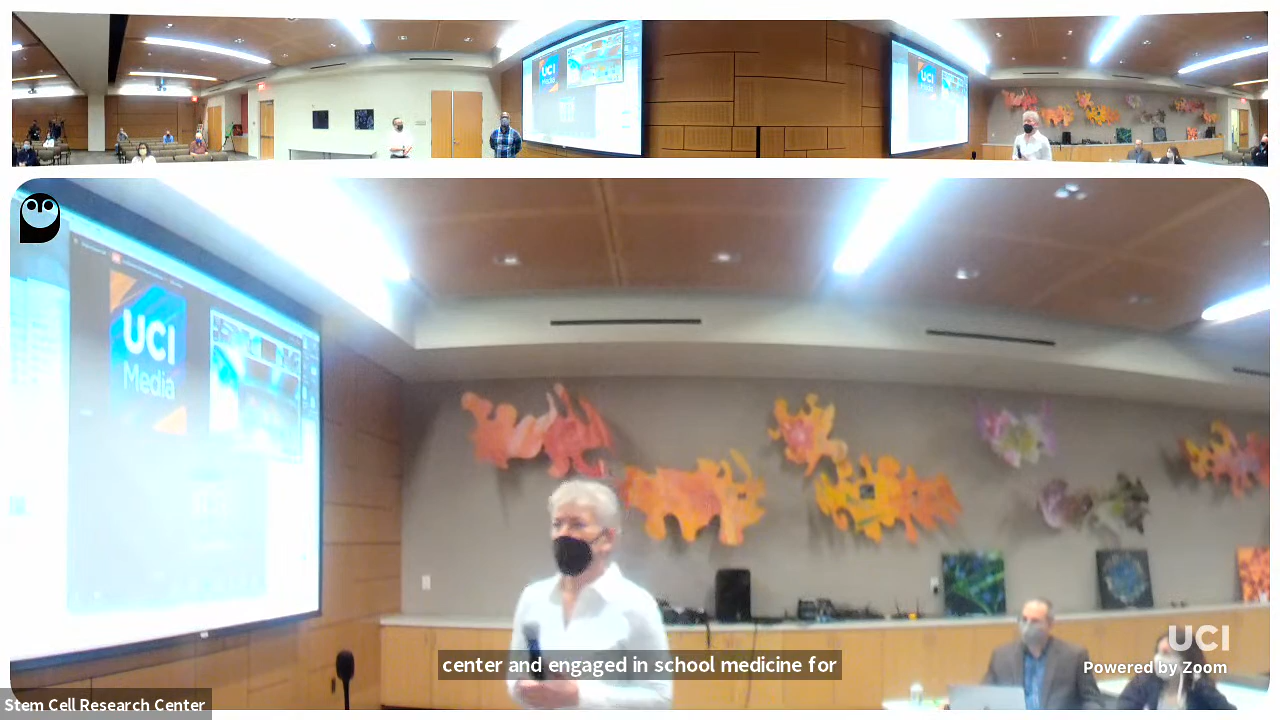 UCI
Media
center and engaged in school medicine for
UCI
Powered by Zoom
Stem Cell Research Center